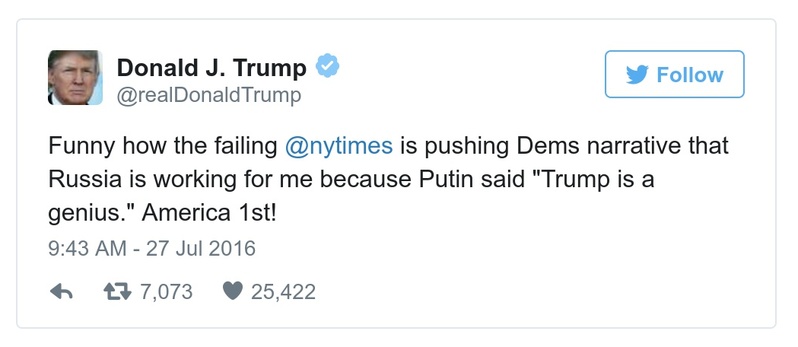 Donald J. Trump
@realDonaldTrump
Follow
Funny how the failing @nytimes is pushing Dems narrative that
Russia is working for me because Putin said "Trump is a
genius." America 1st!
9:43 AM - 27 Jul 2016
7,073 25,422